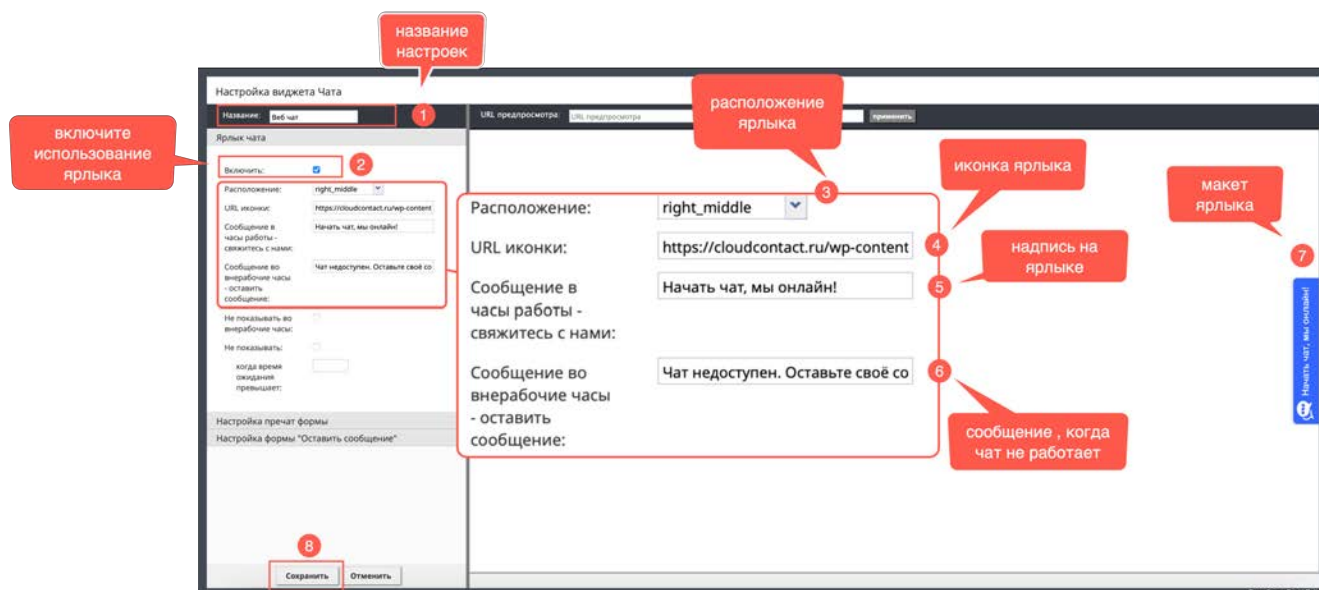 название
настроек
Настройка виджета Чата
Название:
Веб чат
1
URL предпросмотра:
URL предпросмотра
применить
расположение
ярлыка
включите
использование
ярлыка
Ярлык чата
Включить:
2
Расположение:
right_middle
URL иконки:
https://cloudcontact.ru/wp-content
Сообщение в
часы работы -
свяжитесь с нами:
Начать чат, мы онлайн!
Сообщение во
внерабочие часы
- оставить
сообщение:
Чат недоступен. Оставьте своё со
Не показывать во
внерабочие часы:
Не показывать:
когда время
ожидания
превышает:
Настройка пречат формы
Настройка формы "Оставить сообщение"
8
Сохранить
Отменить
3
Расположение:
right_middle
иконка ярлыка
URL иконки:
https://cloudcontact.ru/wp-content
4
надпись на
ярлыке
Сообщение в
часы работы -
свяжитесь с нами:
Начать чат, мы онлайн!
5
Сообщение во
внерабочие часы
- оставить
сообщение:
Чат недоступен. Оставьте своё со
6
сообщение , когда
чат не работает
макет
ярлыка
7
Начать чат, мы онлайн!